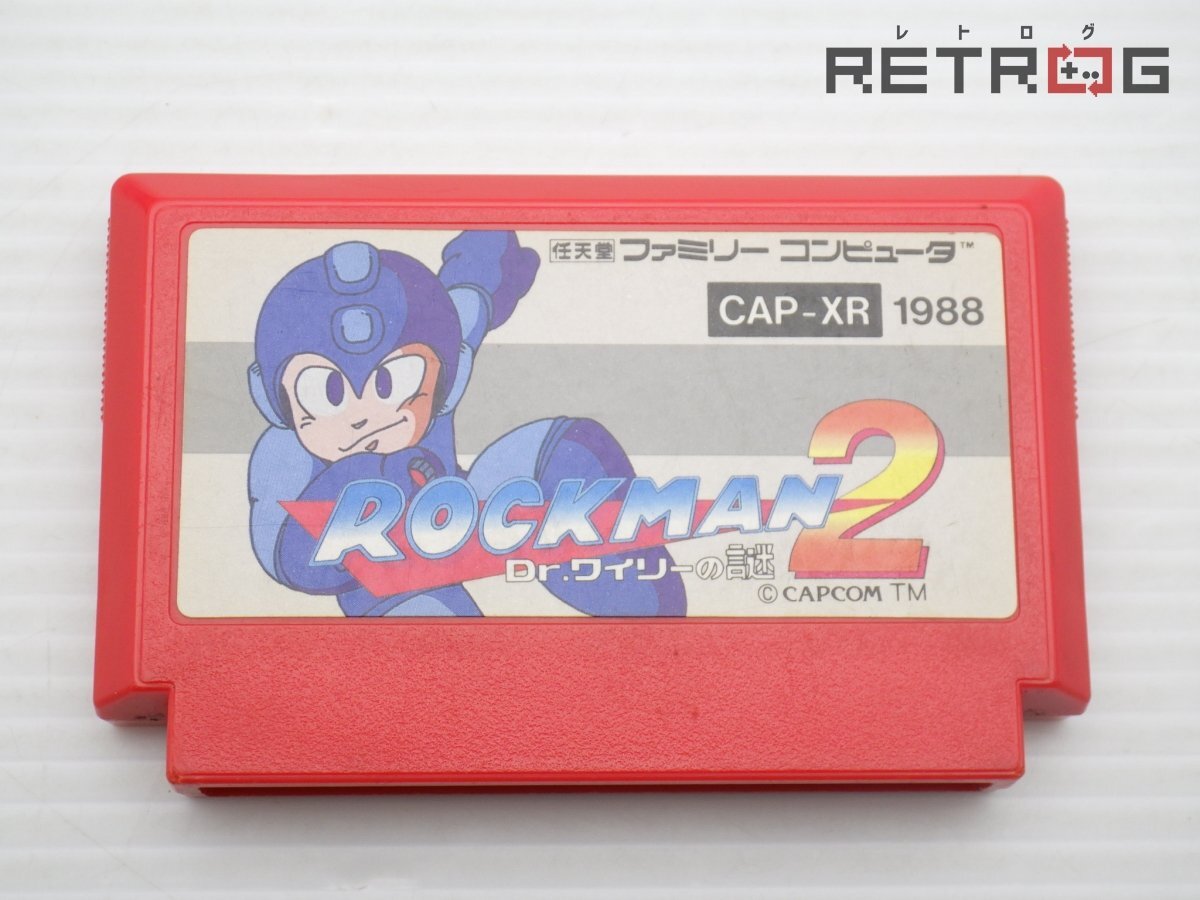 レトログ
RETROG
任天堂 ファミリー コンピュータ™
CAP-XR 1988
ROCKMAN 2
Dr.ワイリーの謎
© CAPCOM TM